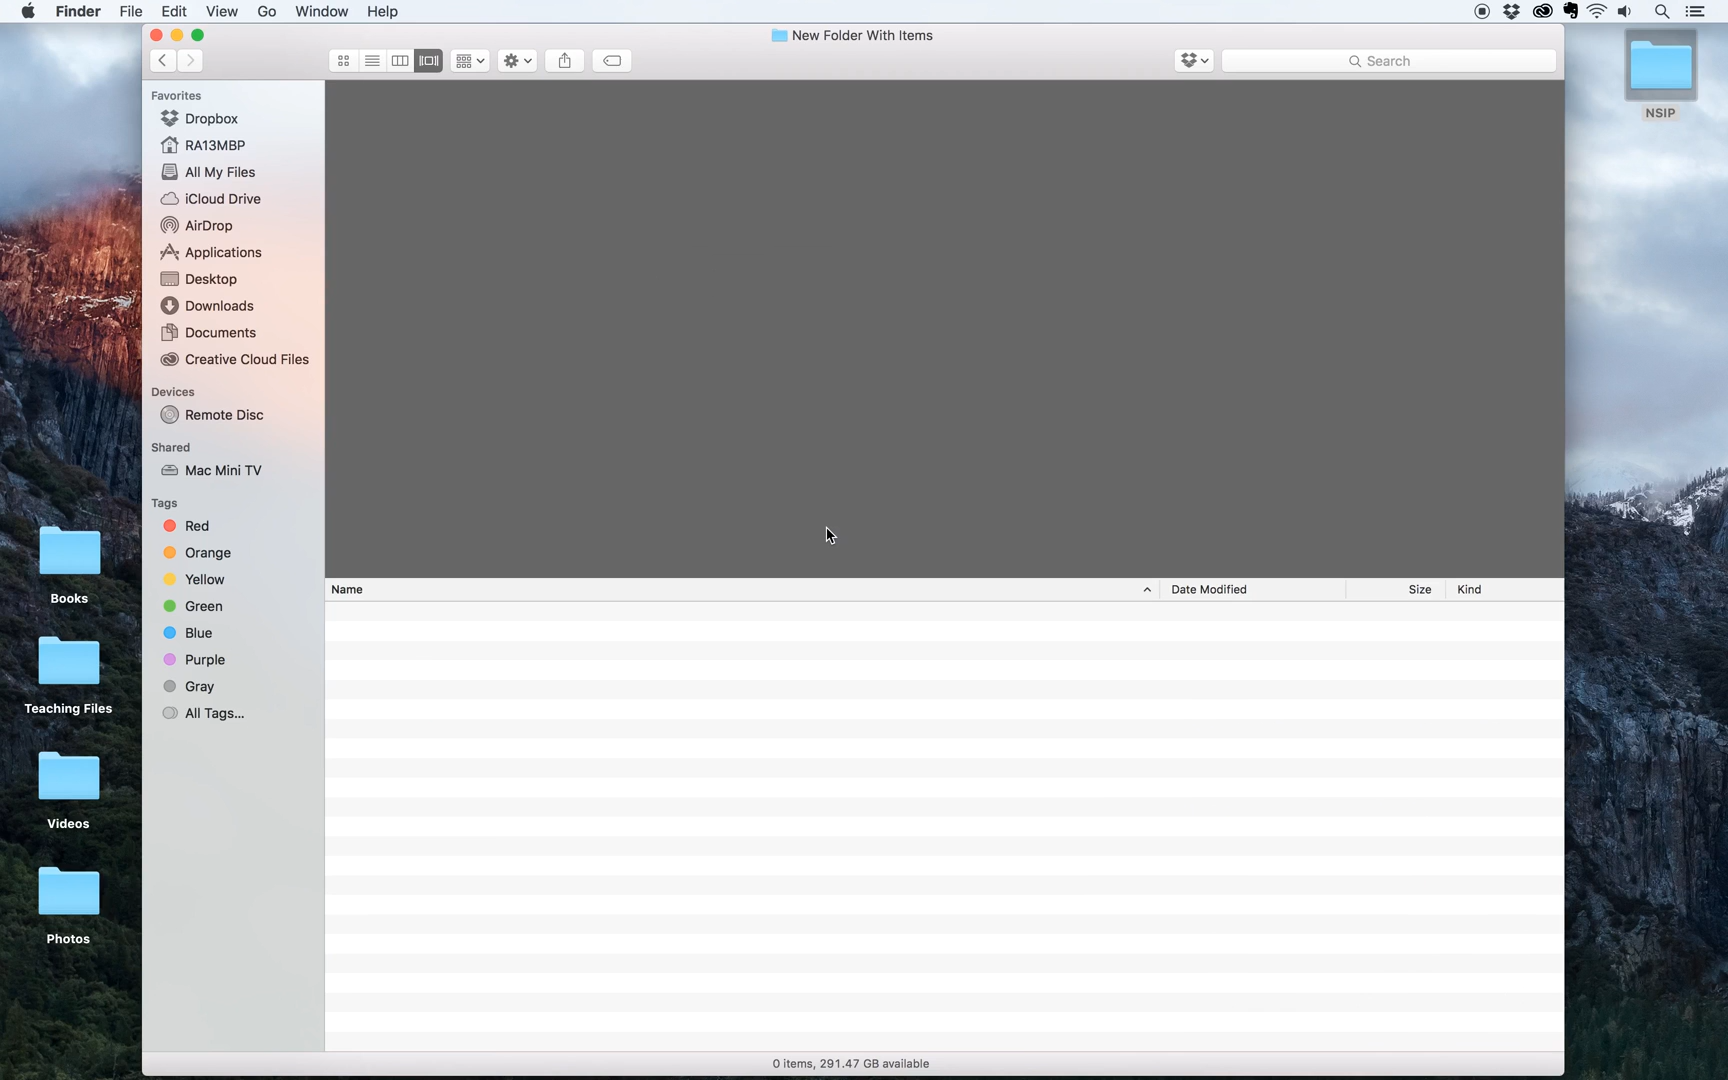 Finder File Edit View Go Window Help
New Folder With Items
Search
Favorites
Dropbox
RA13MBP
All My Files
iCloud Drive
AirDrop
Applications
Desktop
Downloads
Documents
Creative Cloud Files
Devices
Remote Disc
Shared
Mac Mini TV
Tags
Red
Orange
Yellow
Green
Blue
Purple
Gray
All Tags...
Name Date Modified Size Kind
0 items, 291.47 GB available
NSIP
Books
Teaching Files
Videos
Photos